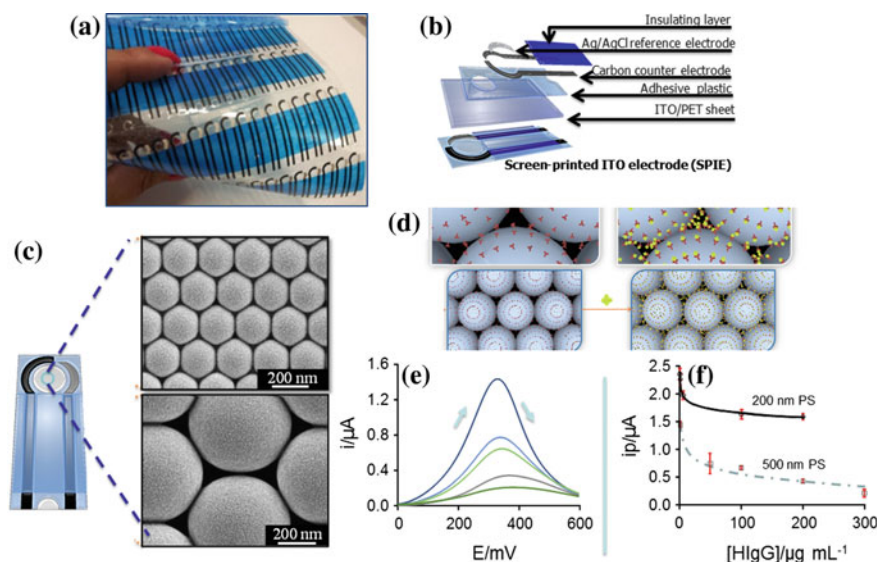 (a)
(b)
Insulating layer
Ag/AgCl reference electrode
Carbon counter electrode
Adhesive plastic
ITO/PET sheet
Screen-printed ITO electrode (SPIE)
(c)
200 nm
200 nm
(d)
(e)
i/µA
1.6
1.2
0.8
0.4
0.0
0
200
400
600
E/mV
(f)
ip/µA
2.5
2.0
1.5
1.0
0.5
0.0
200 nm PS
500 nm PS
0
100
200
300
[HIgG]/µg mL⁻¹